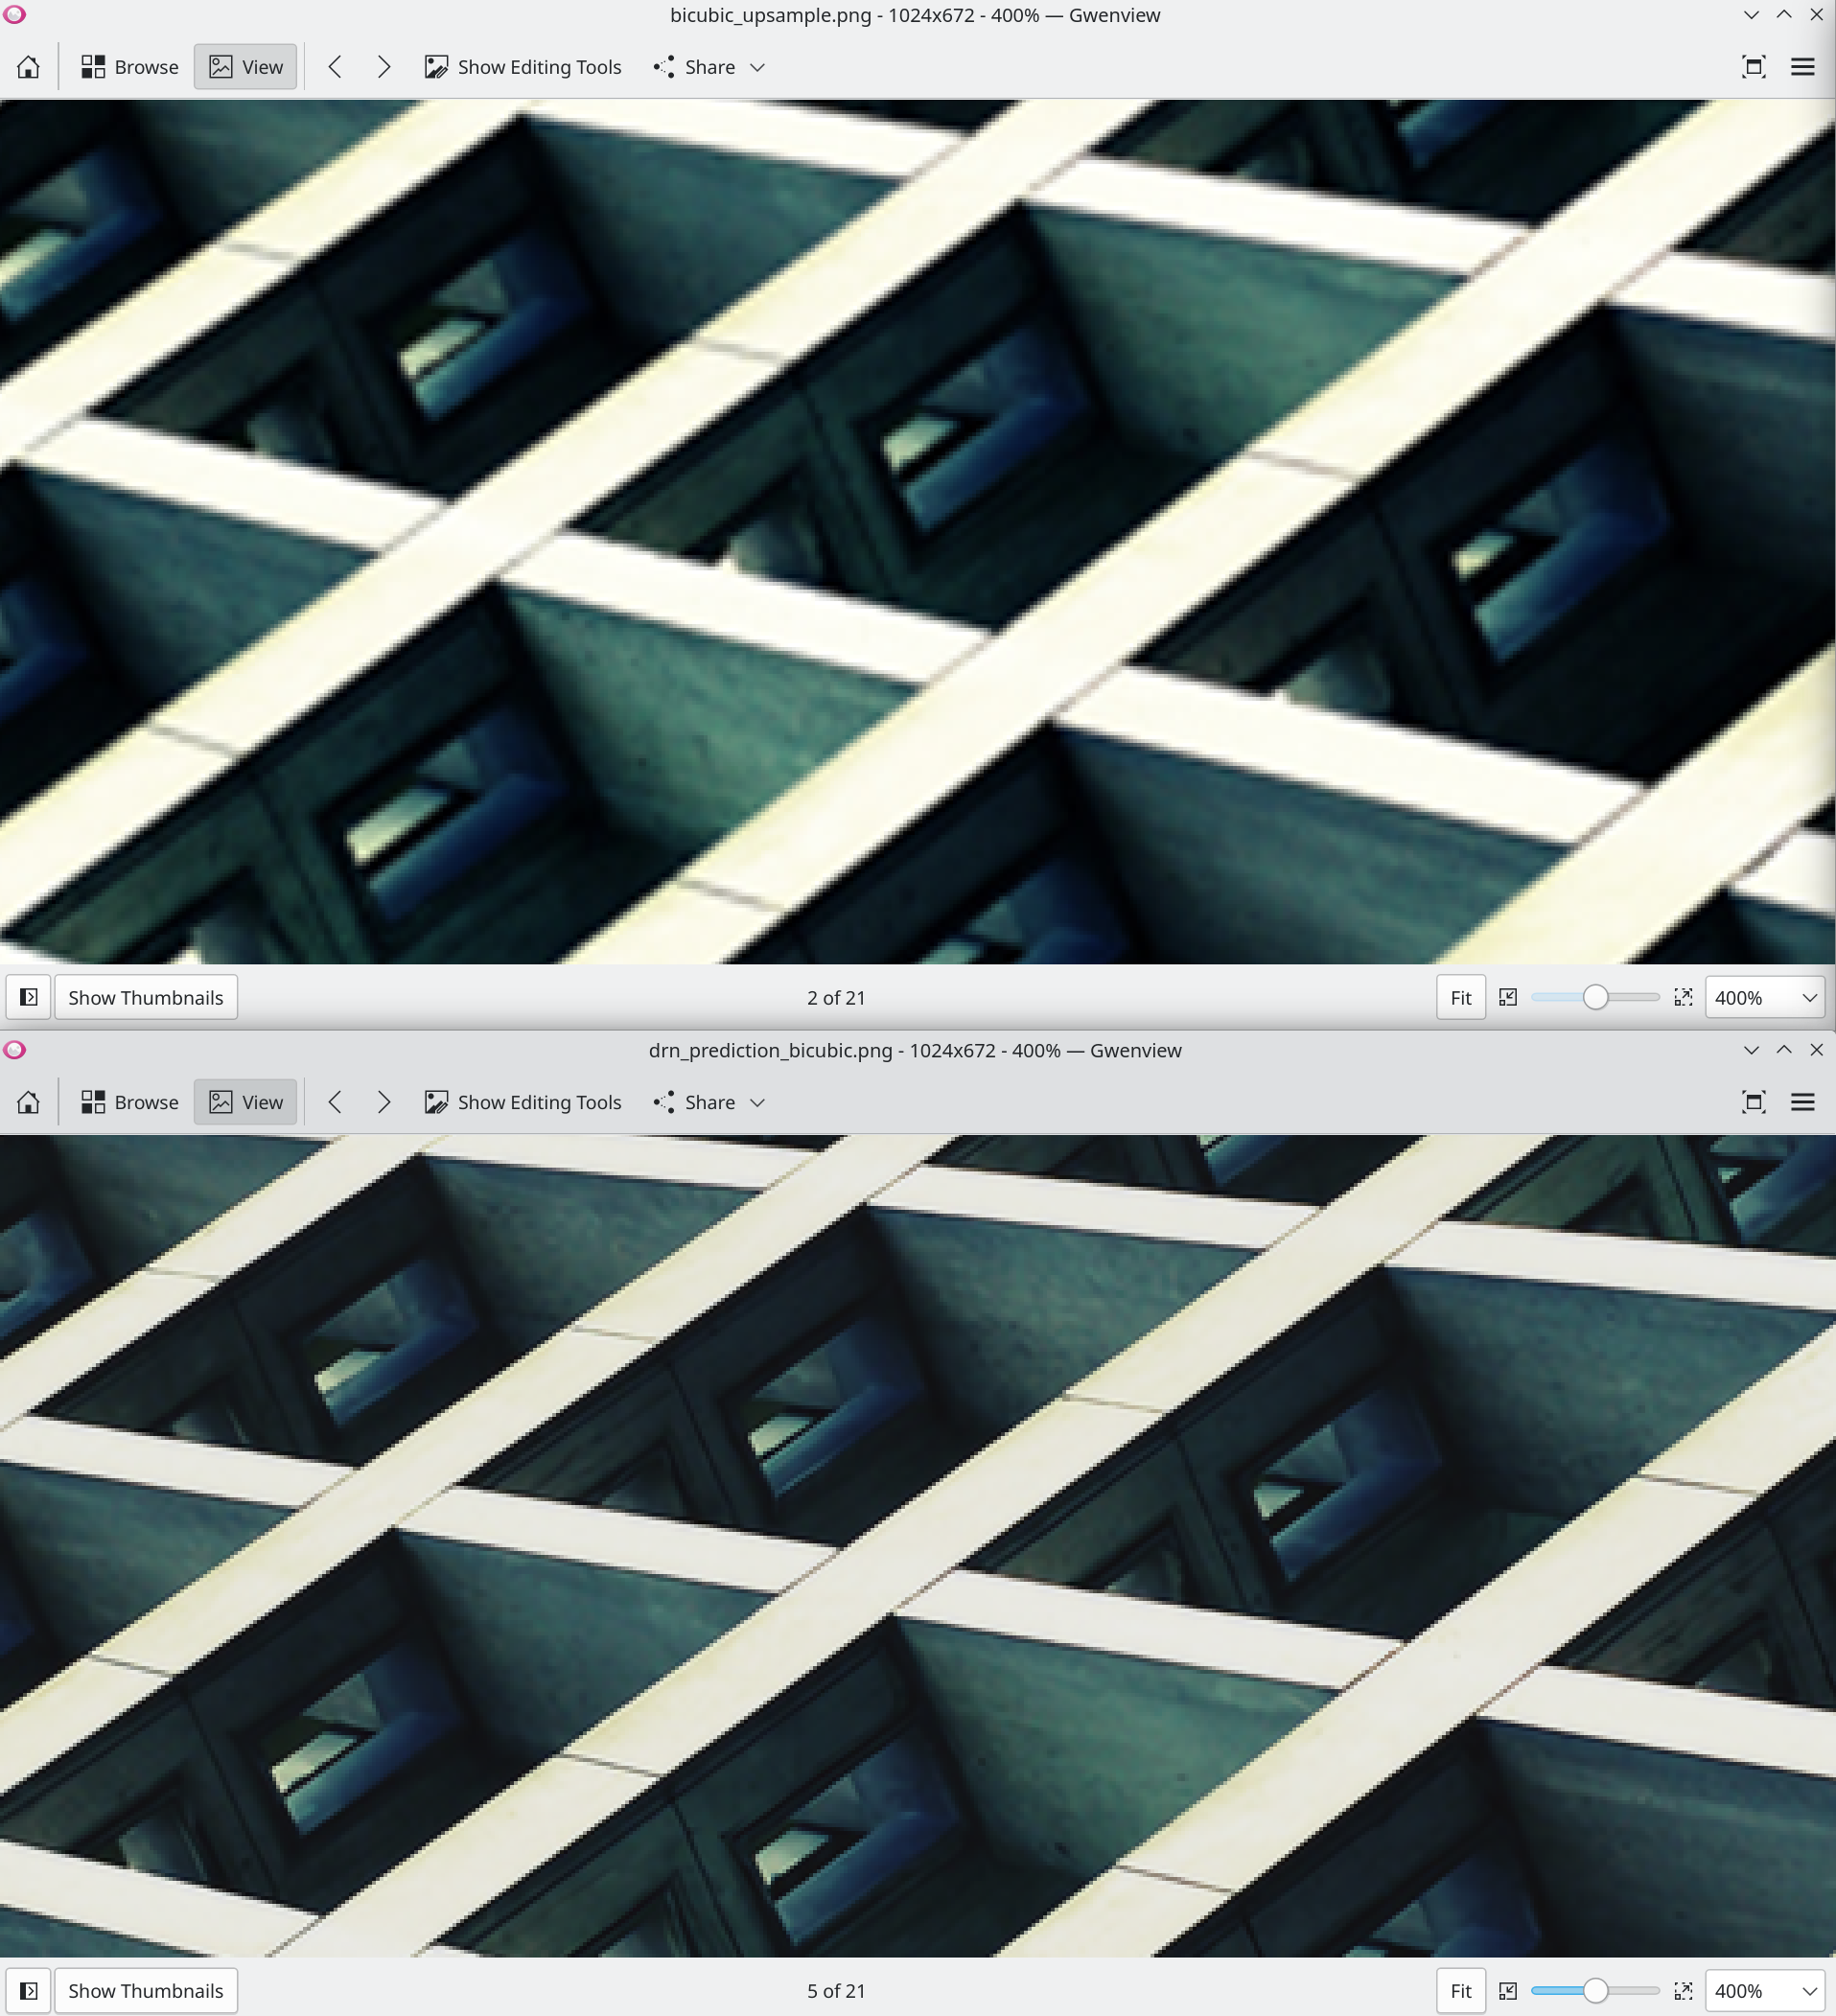 bicubic_upsample.png - 1024x672 - 400% — Gwenview
Browse View Show Editing Tools Share
Show Thumbnails 2 of 21 Fit 400%
drn_prediction_bicubic.png - 1024x672 - 400% — Gwenview
Browse View Show Editing Tools Share
Show Thumbnails 5 of 21 Fit 400%